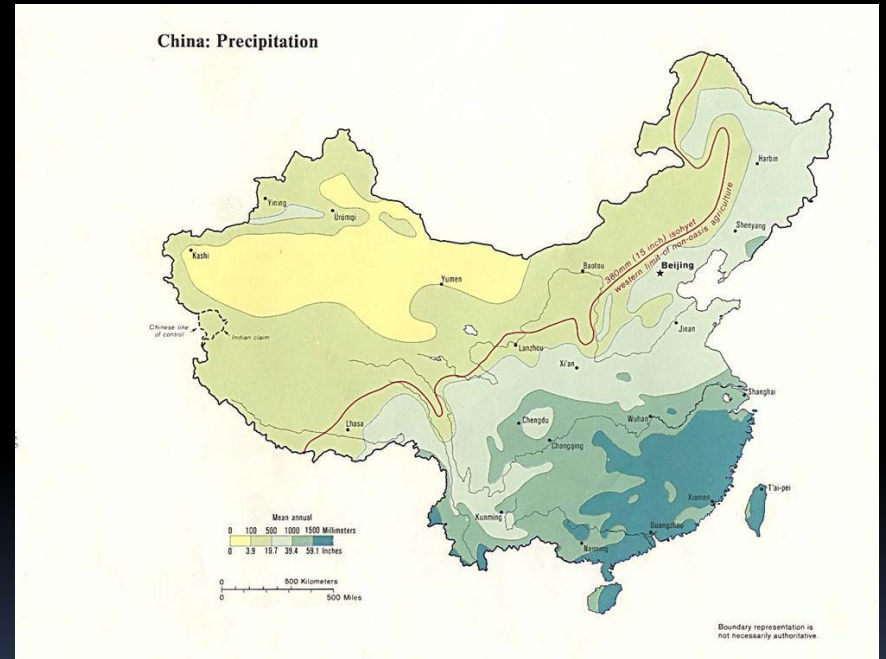 China: Precipitation
Harbin
Yining
Ürümqi
Shenyang
380mm (15 inch) isohyet
western limit of non-oasis agriculture
Kashi
Baotou
Beijing
Yumen
Chinese line
of control
Indian claim
Jinan
Lanzhou
Xi'an
Shanghai
Lhasa
Chengdu
Wuhan
Chongqing
T'ai-pei
Xiamen
Kunming
Guangzhou
Nanning
Mean annual
0 100 500 1000 1500 Millimeters
0 3.9 19.7 39.4 59.1 Inches
0 500 Kilometers
0 500 Miles
Boundary representation is
not necessarily authoritative.